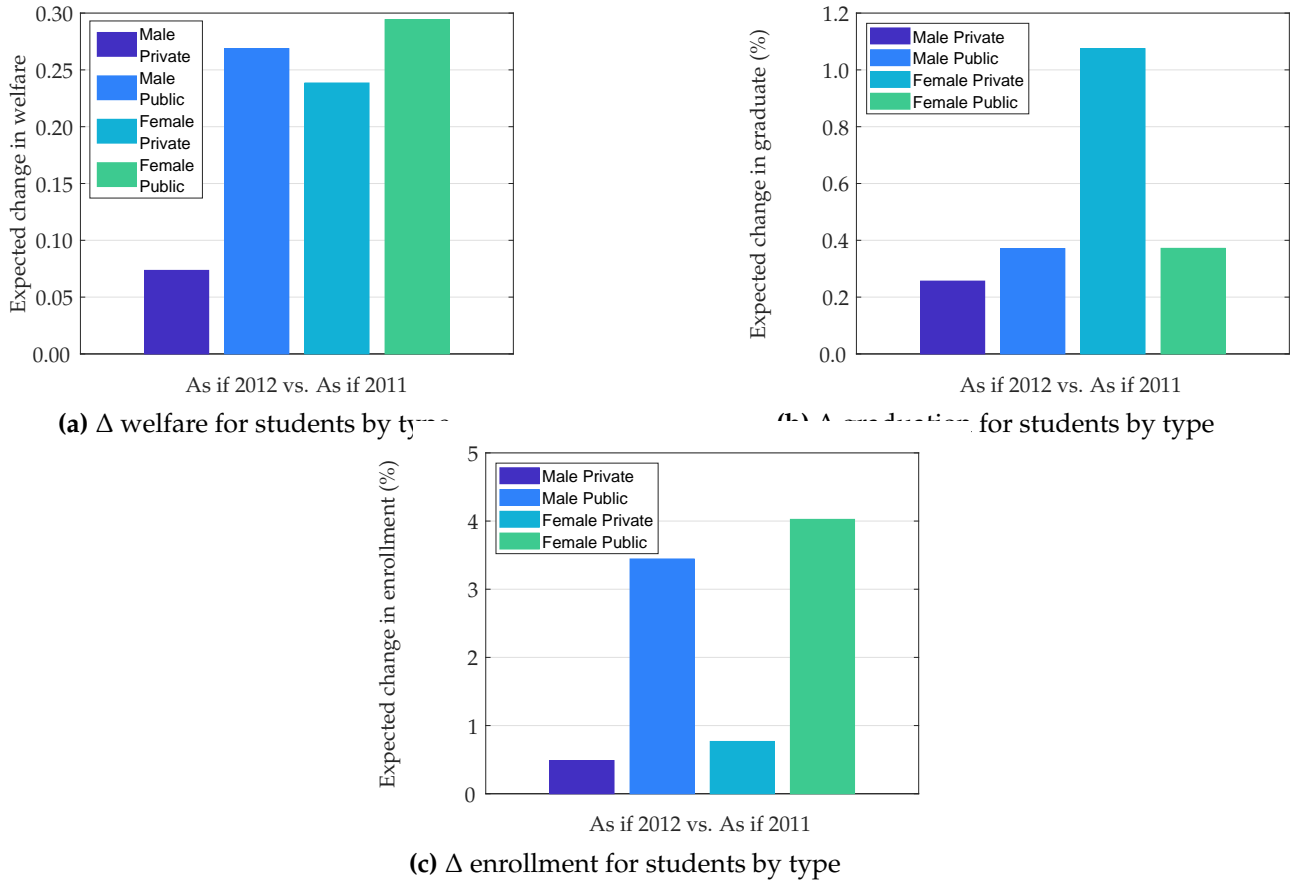 Expected change in welfare
0.30
0.25
0.20
0.15
0.10
0.05
0.00
Male
Private
Male
Public
Female
Private
Female
Public
As if 2012 vs. As if 2011
(a) Δ welfare for students by type
Expected change in graduate (%)
1.2
1.0
0.8
0.6
0.4
0.2
0.0
Male Private
Male Public
Female Private
Female Public
As if 2012 vs. As if 2011
(b) Δ graduation for students by type
Expected change in enrollment (%)
5
4
3
2
1
0
Male Private
Male Public
Female Private
Female Public
As if 2012 vs. As if 2011
(c) Δ enrollment for students by type